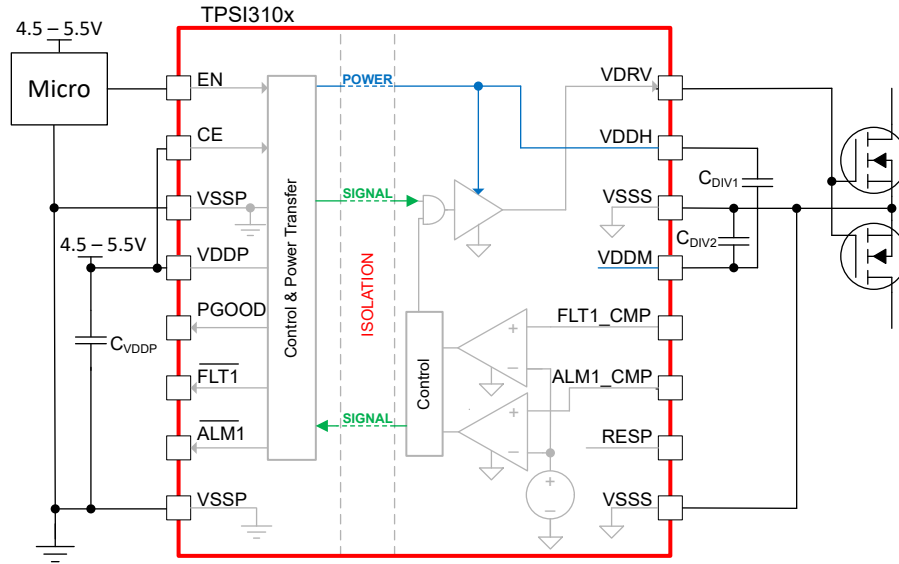 TPSI310x
4.5 – 5.5V
Micro
EN
CE
VSSP
4.5 – 5.5V
VDDP
PGOOD
CVDDP
FLT1
ALM1
VSSP
Control & Power Transfer
POWER
SIGNAL
ISOLATION
SIGNAL
Control
+
−
+
−
+
−
VDRV
VDDH
CDIV1
VSSS
CDIV2
VDDM
FLT1_CMP
ALM1_CMP
RESP
VSSS